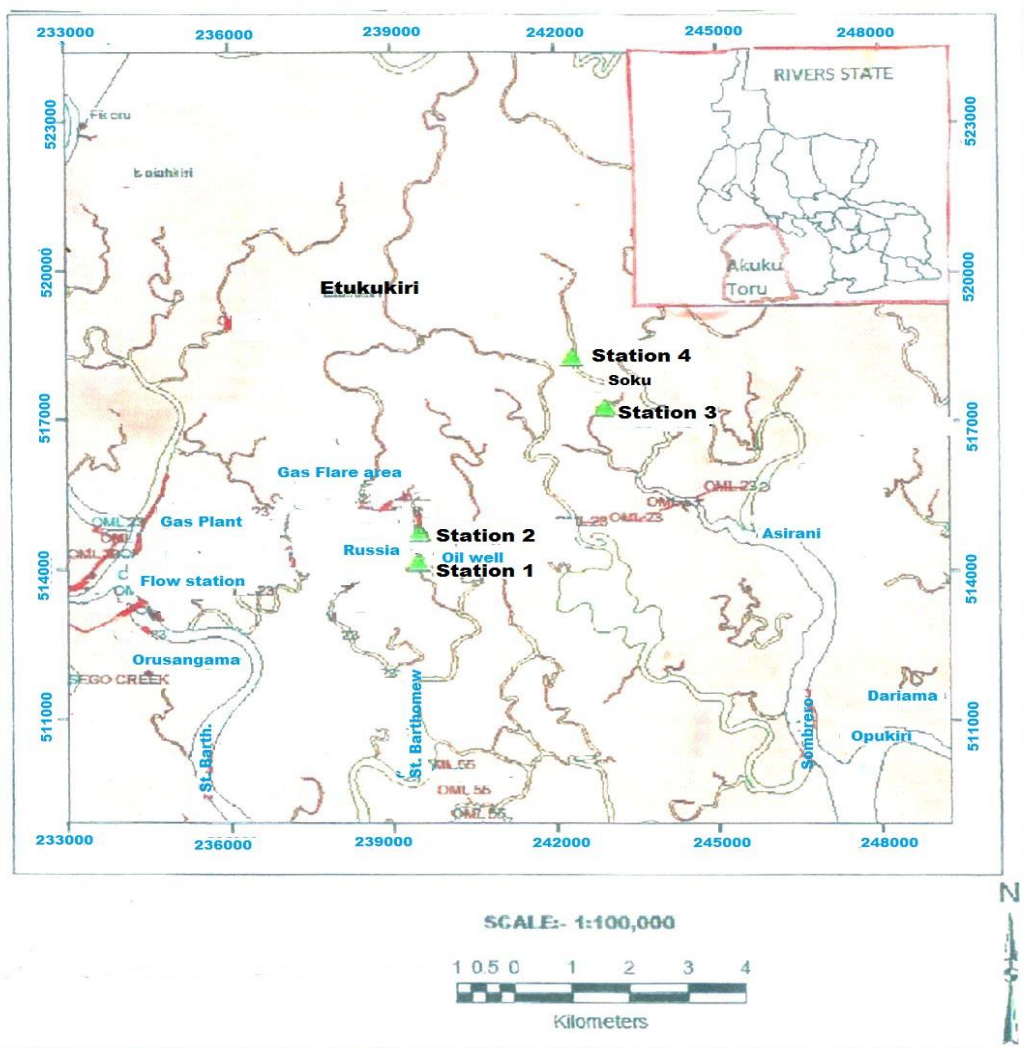 233000 236000 239000 242000 245000 248000
RIVERS STATE
523000 523000
Akuku
Toru
520000 520000
Etukukiri
Station 4
Soku
Station 3
517000 517000
Gas Flare area
OML 23
OML 23
Gas Plant
Station 2
Asirani
Russia
Oil well
Station 1
514000 514000
Flow station
23
23
Orusangama
SEGO CREEK
Dariama
St. Barth.
St. Barthomew
Sombrero
Opukiri
511000 511000
OML 55
OML 55
233000 236000 239000 242000 245000 248000
N
SCALE:- 1:100,000
1 0.5 0 1 2 3 4
Kilometers